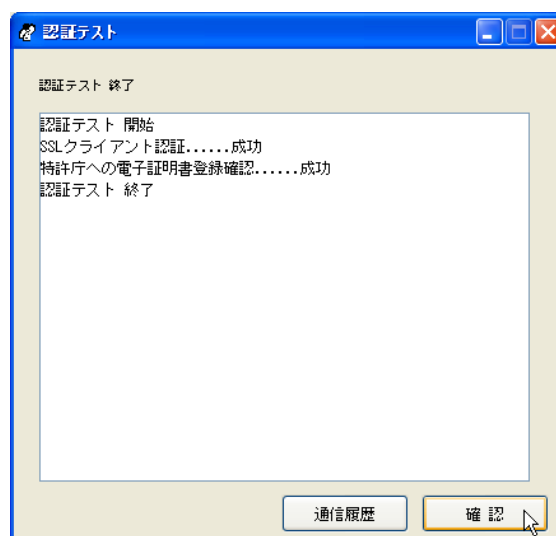 認証テスト
認証テスト 終了
認証テスト 開始
SSLクライアント認証......成功
特許庁への電子証明書登録確認......成功
認証テスト 終了
通信履歴
確 認